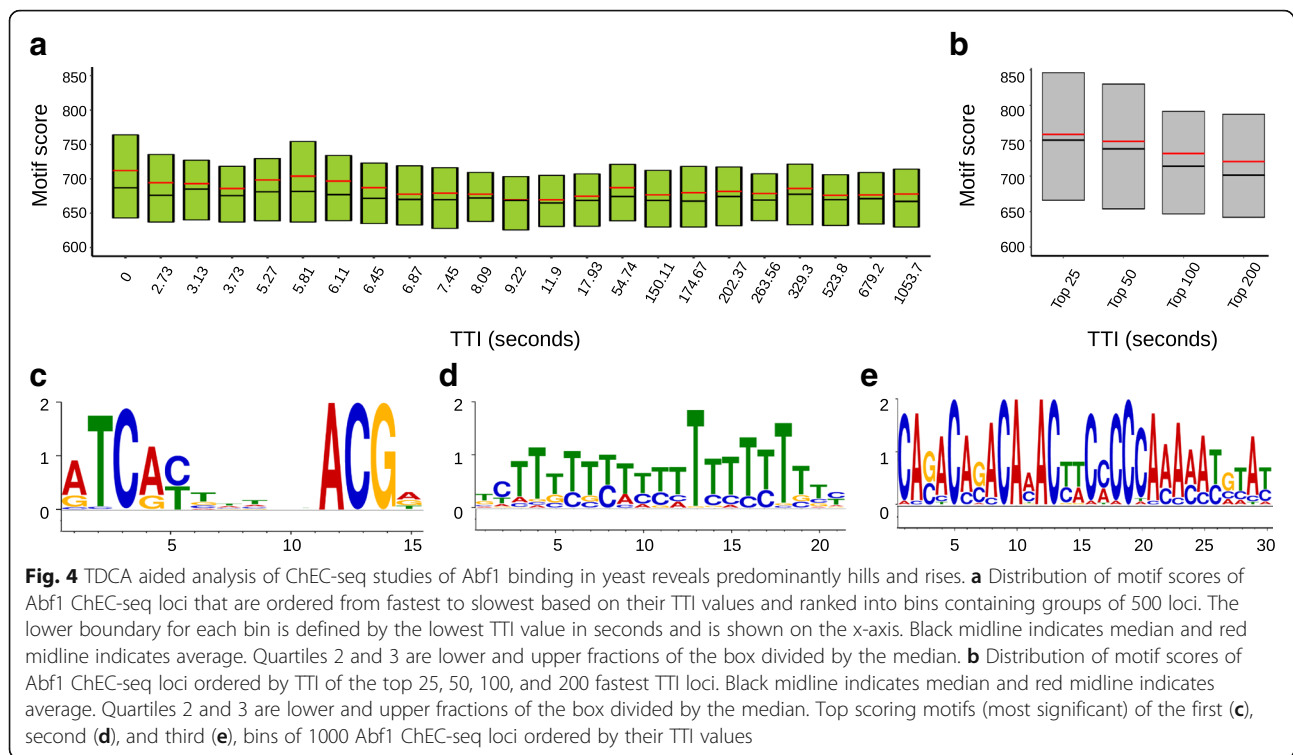 a
b
Motif score
850
800
750
700
650
600
0
2.73
3.13
3.73
5.27
5.81
6.11
6.45
6.87
7.45
8.09
9.22
11.9
17.93
54.74
150.11
174.67
202.37
263.56
329.3
523.8
679.2
1053.7
TTI (seconds)
Motif score
850
800
750
700
650
600
Top 25
Top 50
Top 100
Top 200
TTI (seconds)
c
2
1
0
5
10
15
d
2
1
0
5
10
15
20
e
2
1
0
5
10
15
20
25
30
Fig. 4 TDCA aided analysis of ChEC-seq studies of Abf1 binding in yeast reveals predominantly hills and rises. a Distribution of motif scores of
Abf1 ChEC-seq loci that are ordered from fastest to slowest based on their TTI values and ranked into bins containing groups of 500 loci. The
lower boundary for each bin is defined by the lowest TTI value in seconds and is shown on the x-axis. Black midline indicates median and red
midline indicates average. Quartiles 2 and 3 are lower and upper fractions of the box divided by the median. b Distribution of motif scores of
Abf1 ChEC-seq loci ordered by TTI of the top 25, 50, 100, and 200 fastest TTI loci. Black midline indicates median and red midline indicates
average. Quartiles 2 and 3 are lower and upper fractions of the box divided by the median. Top scoring motifs (most significant) of the first (c),
second (d), and third (e), bins of 1000 Abf1 ChEC-seq loci ordered by their TTI values